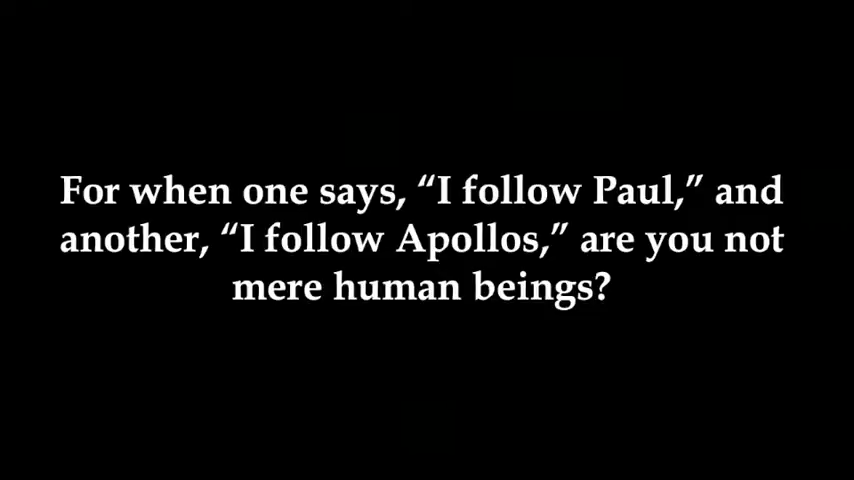 For when one says, “I follow Paul,” and
another, “I follow Apollos,” are you not
mere human beings?